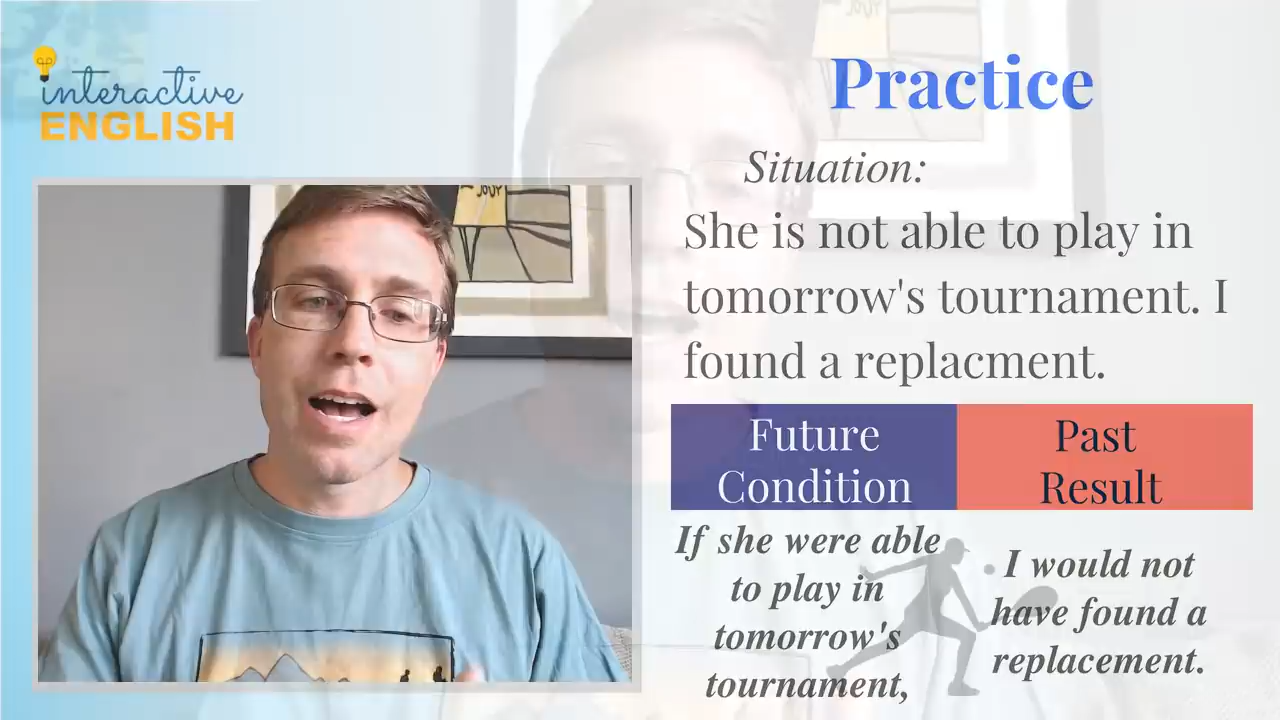 interactive
ENGLISH
JOUY
Practice
Situation:
She is not able to play in
tomorrow's tournament. I
found a replacment.
Future
Condition
Past
Result
If she were able
to play in
tomorrow's
tournament,
I would not
have found a
replacement.